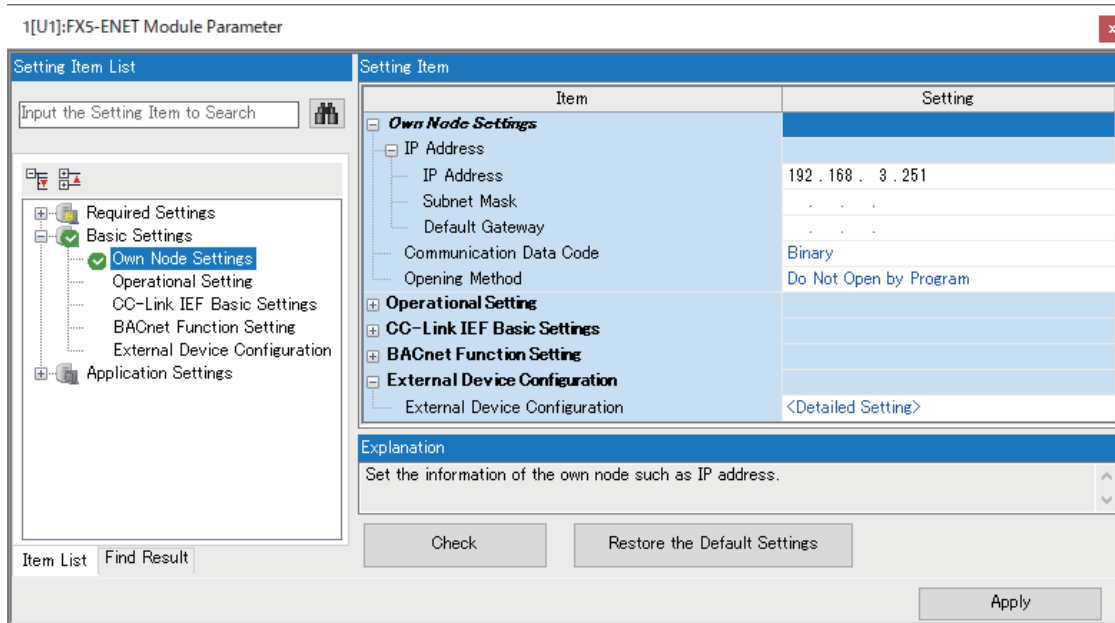 1[U1]:FX5-ENET Module Parameter
x
Setting Item List
Input the Setting Item to Search
Required Settings
Basic Settings
Own Node Settings
Operational Setting
CC-Link IEF Basic Settings
BACnet Function Setting
External Device Configuration
Application Settings
Item List Find Result
Setting Item
Item Setting
Own Node Settings
IP Address
IP Address 192 . 168 . 3 . 251
Subnet Mask . . .
Default Gateway . . .
Communication Data Code Binary
Opening Method Do Not Open by Program
Operational Setting
CC-Link IEF Basic Settings
BACnet Function Setting
External Device Configuration
External Device Configuration <Detailed Setting>
Explanation
Set the information of the own node such as IP address.
Check Restore the Default Settings
Apply